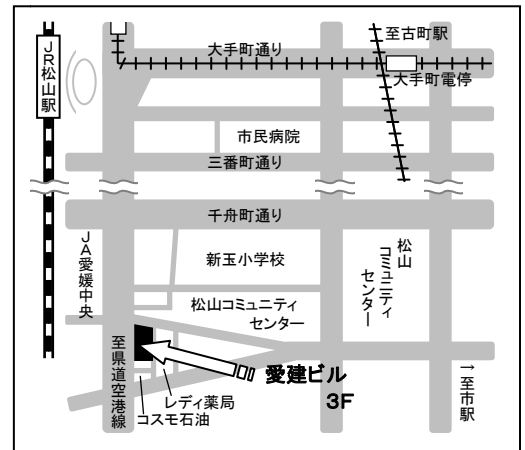 JR松山駅
大手町通り
至古町駅
大手町電停
市民病院
三番町通り
千舟町通り
JA愛媛中央
新玉小学校
松山
コミュニティ
センター
松山コミュニティ
センター
至県道空港線
愛建ビル
3F
レディ薬局
コスモ石油
→至市駅